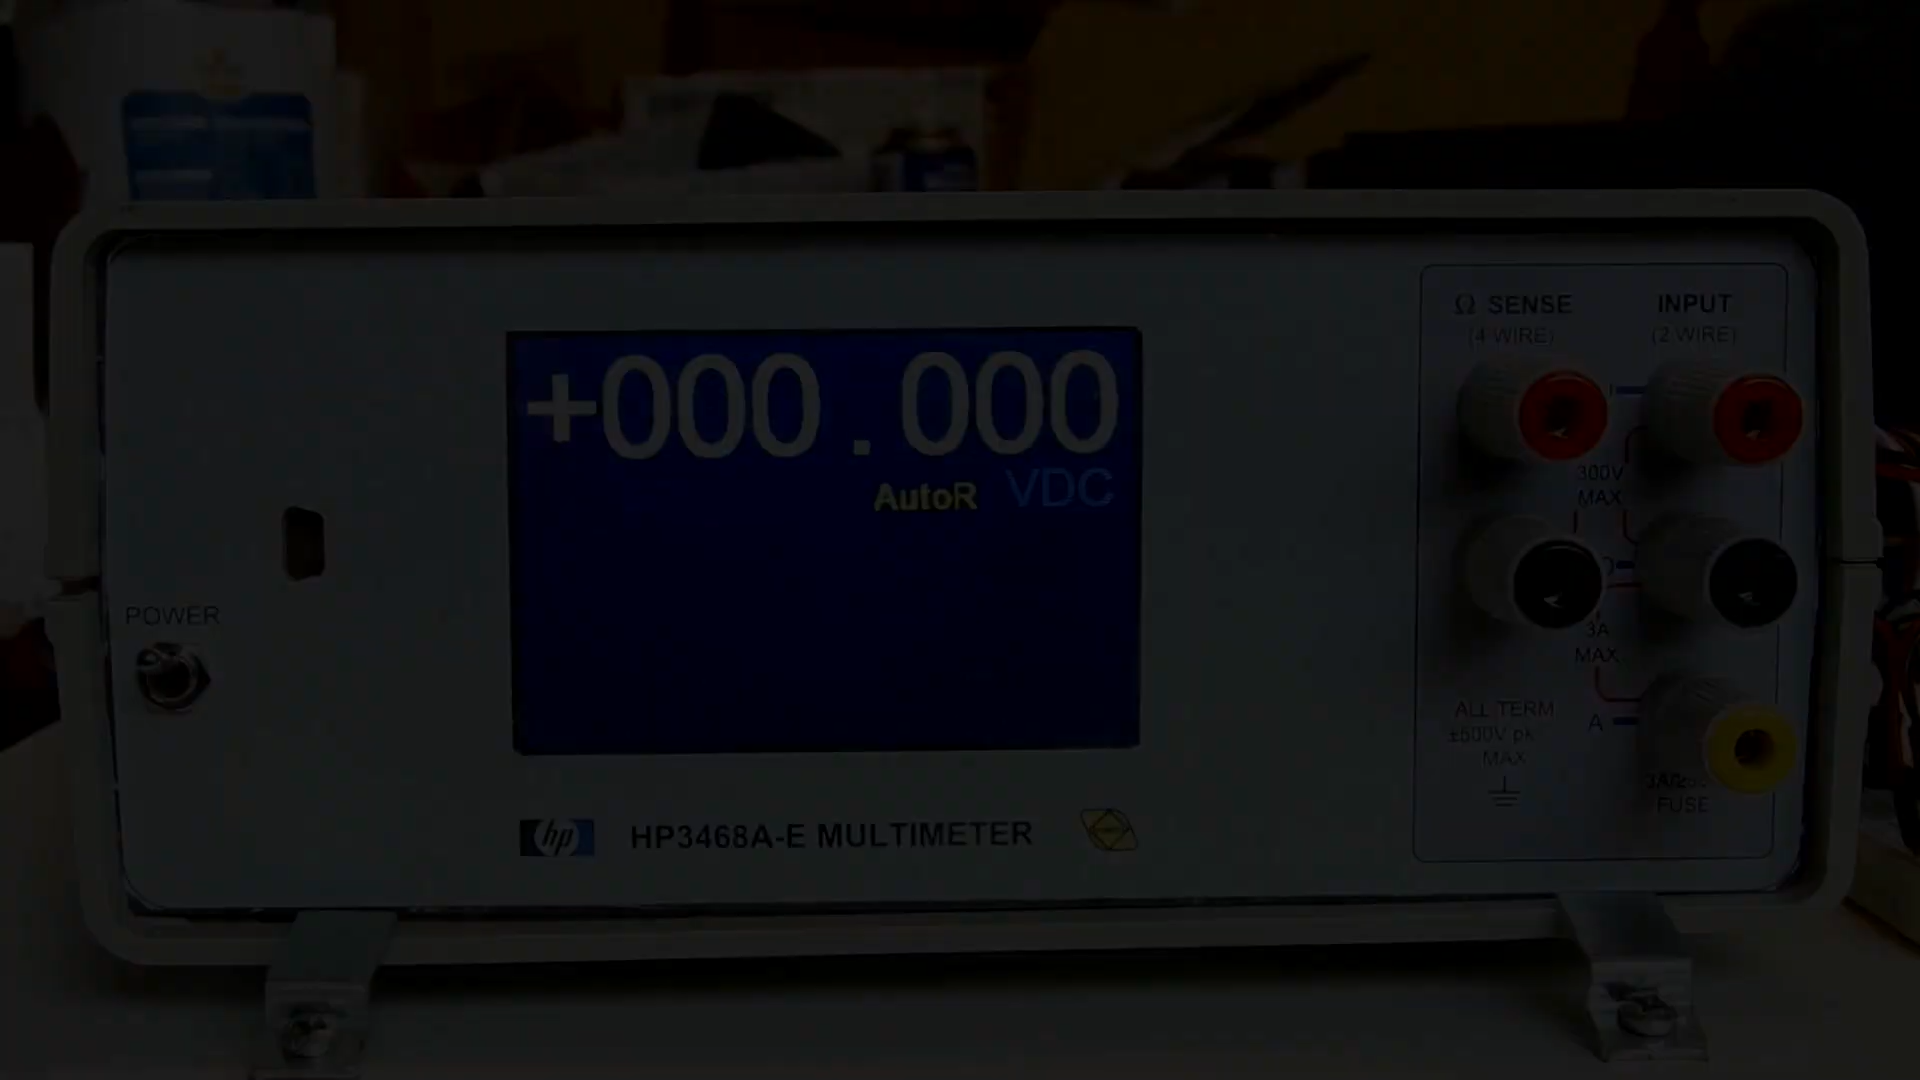 +000.000
AutoR VDC
POWER
hp HP3468A-E MULTIMETER
Ω SENSE
(4 WIRE)
INPUT
(2 WIRE)
300V
MAX
3A
MAX
ALL TERM
±500V pk
MAX
A
FUSE